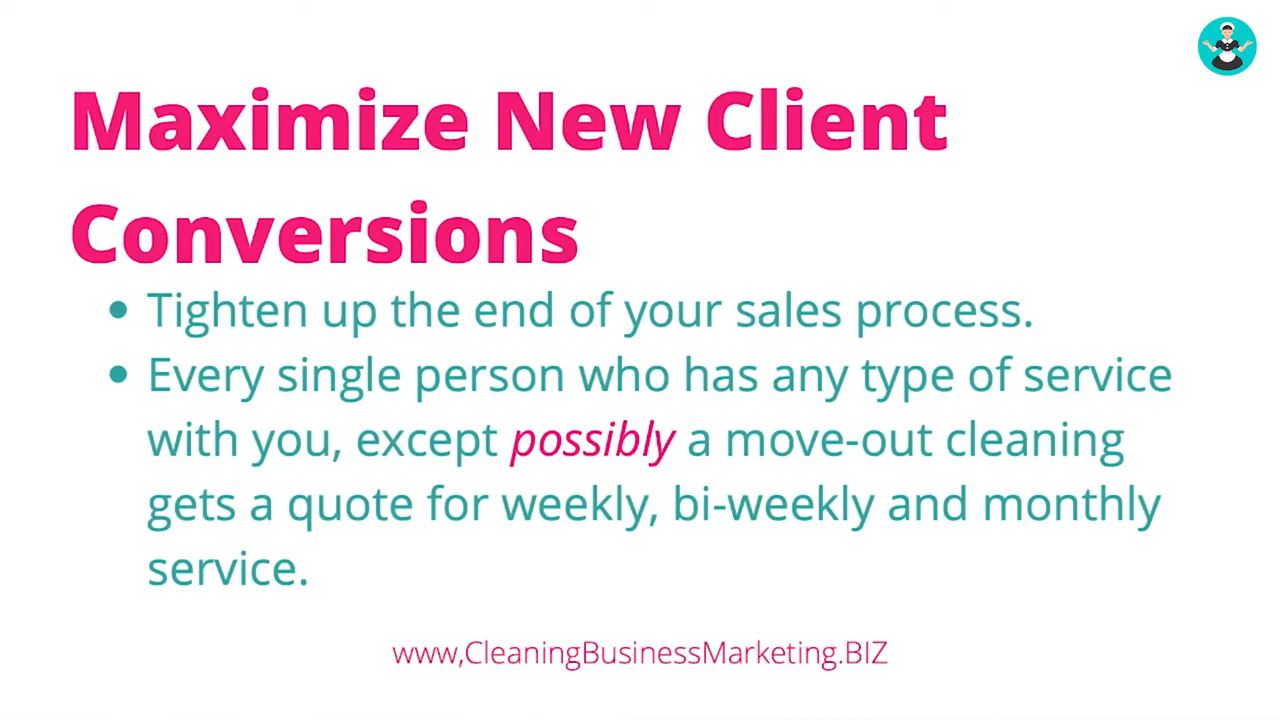 Maximize New Client
Conversions
• Tighten up the end of your sales process.
• Every single person who has any type of service
with you, except possibly a move-out cleaning
gets a quote for weekly, bi-weekly and monthly
service.
www,CleaningBusinessMarketing.BIZ